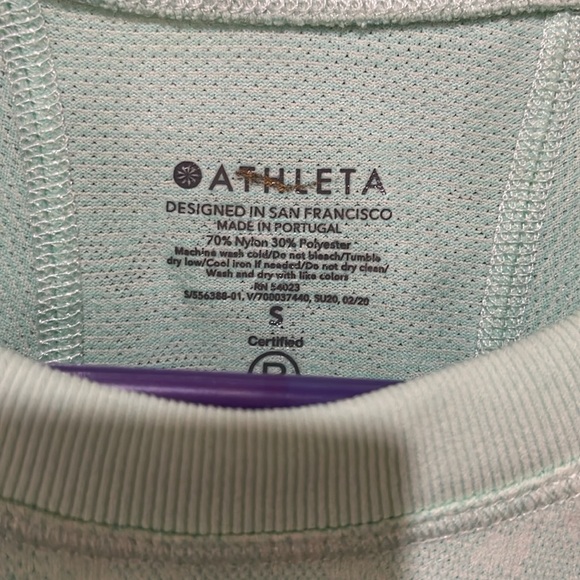 ATHLETA
DESIGNED IN SAN FRANCISCO
MADE IN PORTUGAL
70% Nylon 30% Polyester
Machine wash cold/Do not bleach/Tumble
dry low/Cool iron if needed/Do not dry clean/
Wash and dry with like colors
RN 54023
S/556388-01, V/700037440, SU20, 02/20
S
Certified
B